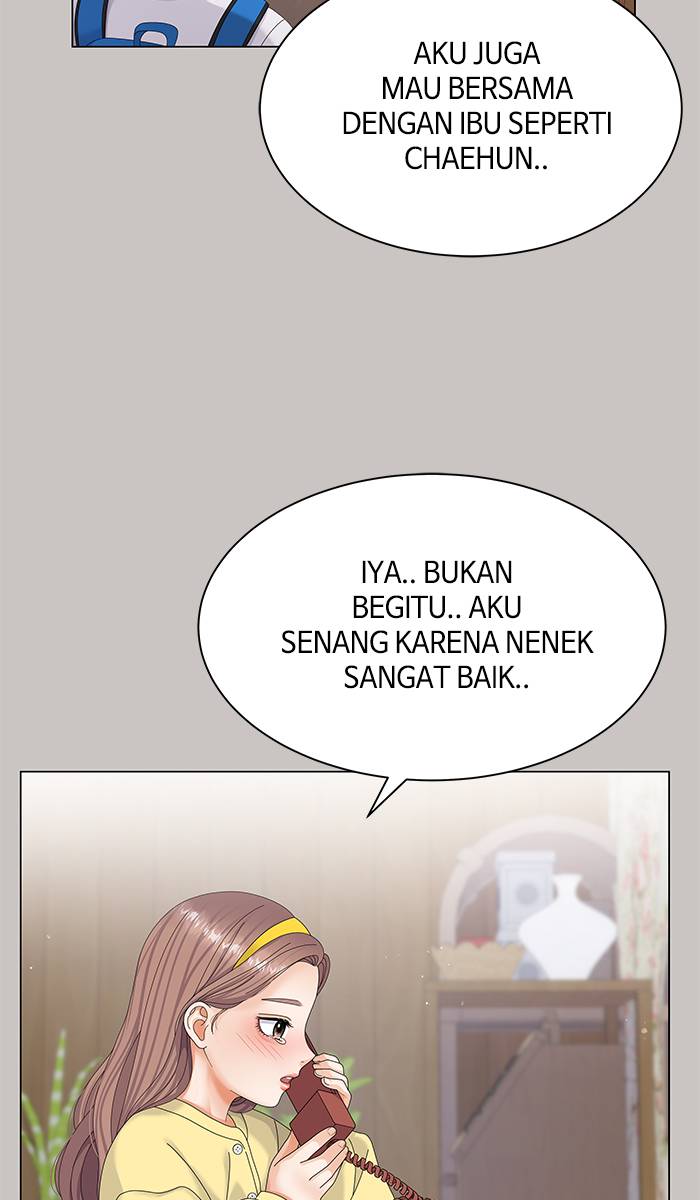 AKU JUGA
MAU BERSAMA
DENGAN IBU SEPERTI
CHAEHUN..
IYA.. BUKAN
BEGITU.. AKU
SENANG KARENA NENEK
SANGAT BAIK..